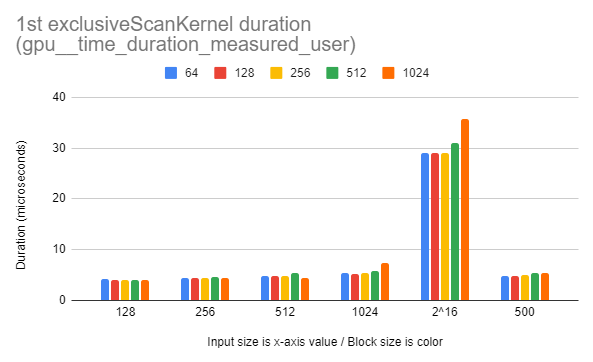 1st exclusiveScanKernel duration
(gpu__time_duration_measured_user)
64 128 256 512 1024
40
30
20
10
0
Duration (microseconds)
128 256 512 1024 2^16 500
Input size is x-axis value / Block size is color